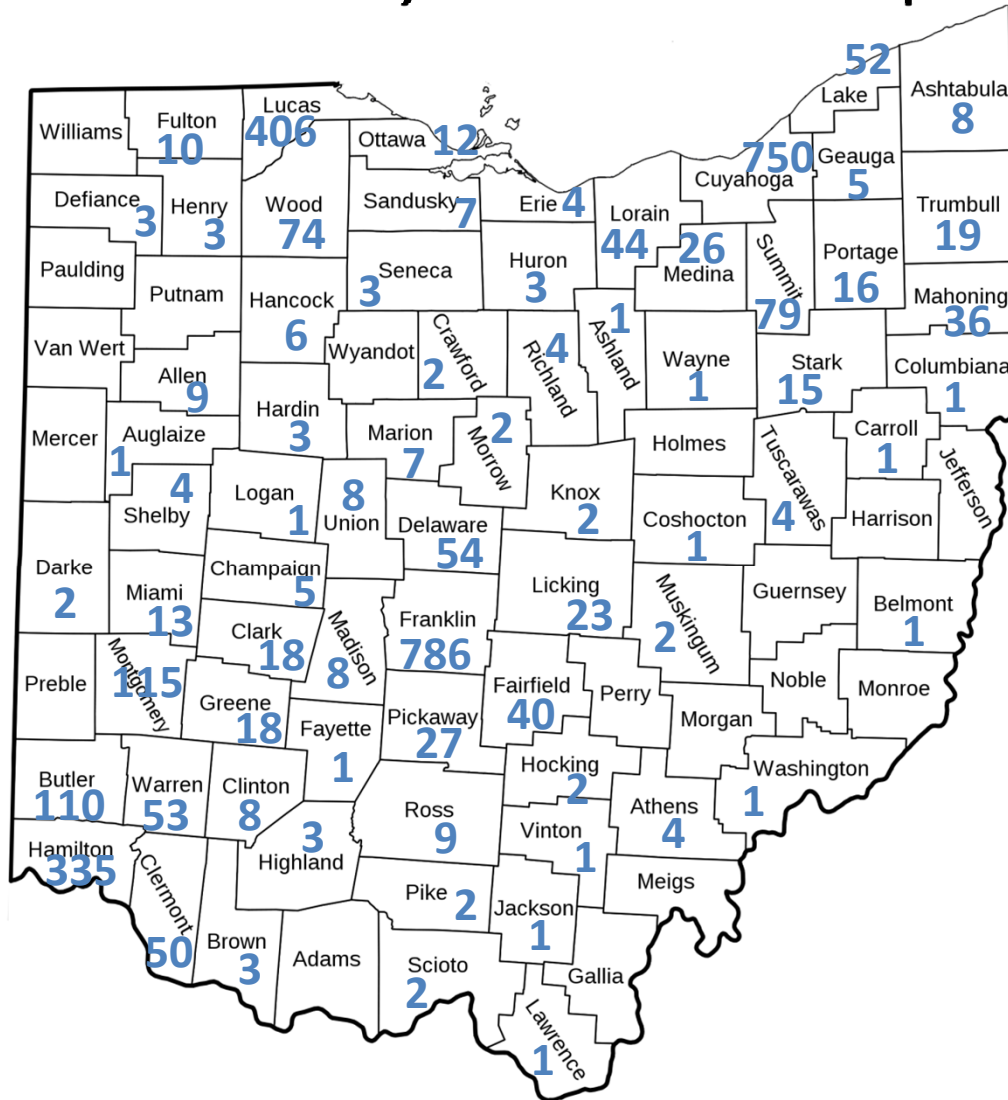 52
Lake
Ashtabula
8
Williams
Fulton
10
Lucas
406
Ottawa 12
Cuyahoga
750
Geauga
5
Defiance
3
Henry
3
Wood
74
Sandusky
7
Erie 4
Lorain
44
26
Medina
Summit
79
Portage
16
Trumbull
19
Paulding
Putnam
Hancock
6
Seneca
3
Huron
3
Mahoning
36
Van Wert
Allen
9
Wyandot
Crawford
2
Richland
4
Ashland
1
Wayne
1
Stark
15
Columbiana
1
Mercer
Auglaize
1
Hardin
3
Marion
7
Morrow
2
Holmes
Tuscarawas
4
Carroll
1
Jefferson
4
Shelby
Logan
1
8
Union
Delaware
54
Knox
2
Coshocton
1
Harrison
Darke
2
Miami
13
Champaign
5
Clark
18
Madison
8
Franklin
786
Licking
23
Muskingum
2
Guernsey
Belmont
1
Preble
Montgomery
115
Greene
18
Fayette
1
Pickaway
27
Fairfield
40
Perry
Morgan
Noble
Monroe
Butler
110
Warren
53
Clinton
8
3
Highland
Ross
9
Hocking
2
Athens
4
Washington
1
Hamilton
335
Clermont
50
Brown
3
Adams
Pike 2
Vinton
1
Jackson
1
Meigs
Scioto
2
Gallia
Lawrence
1